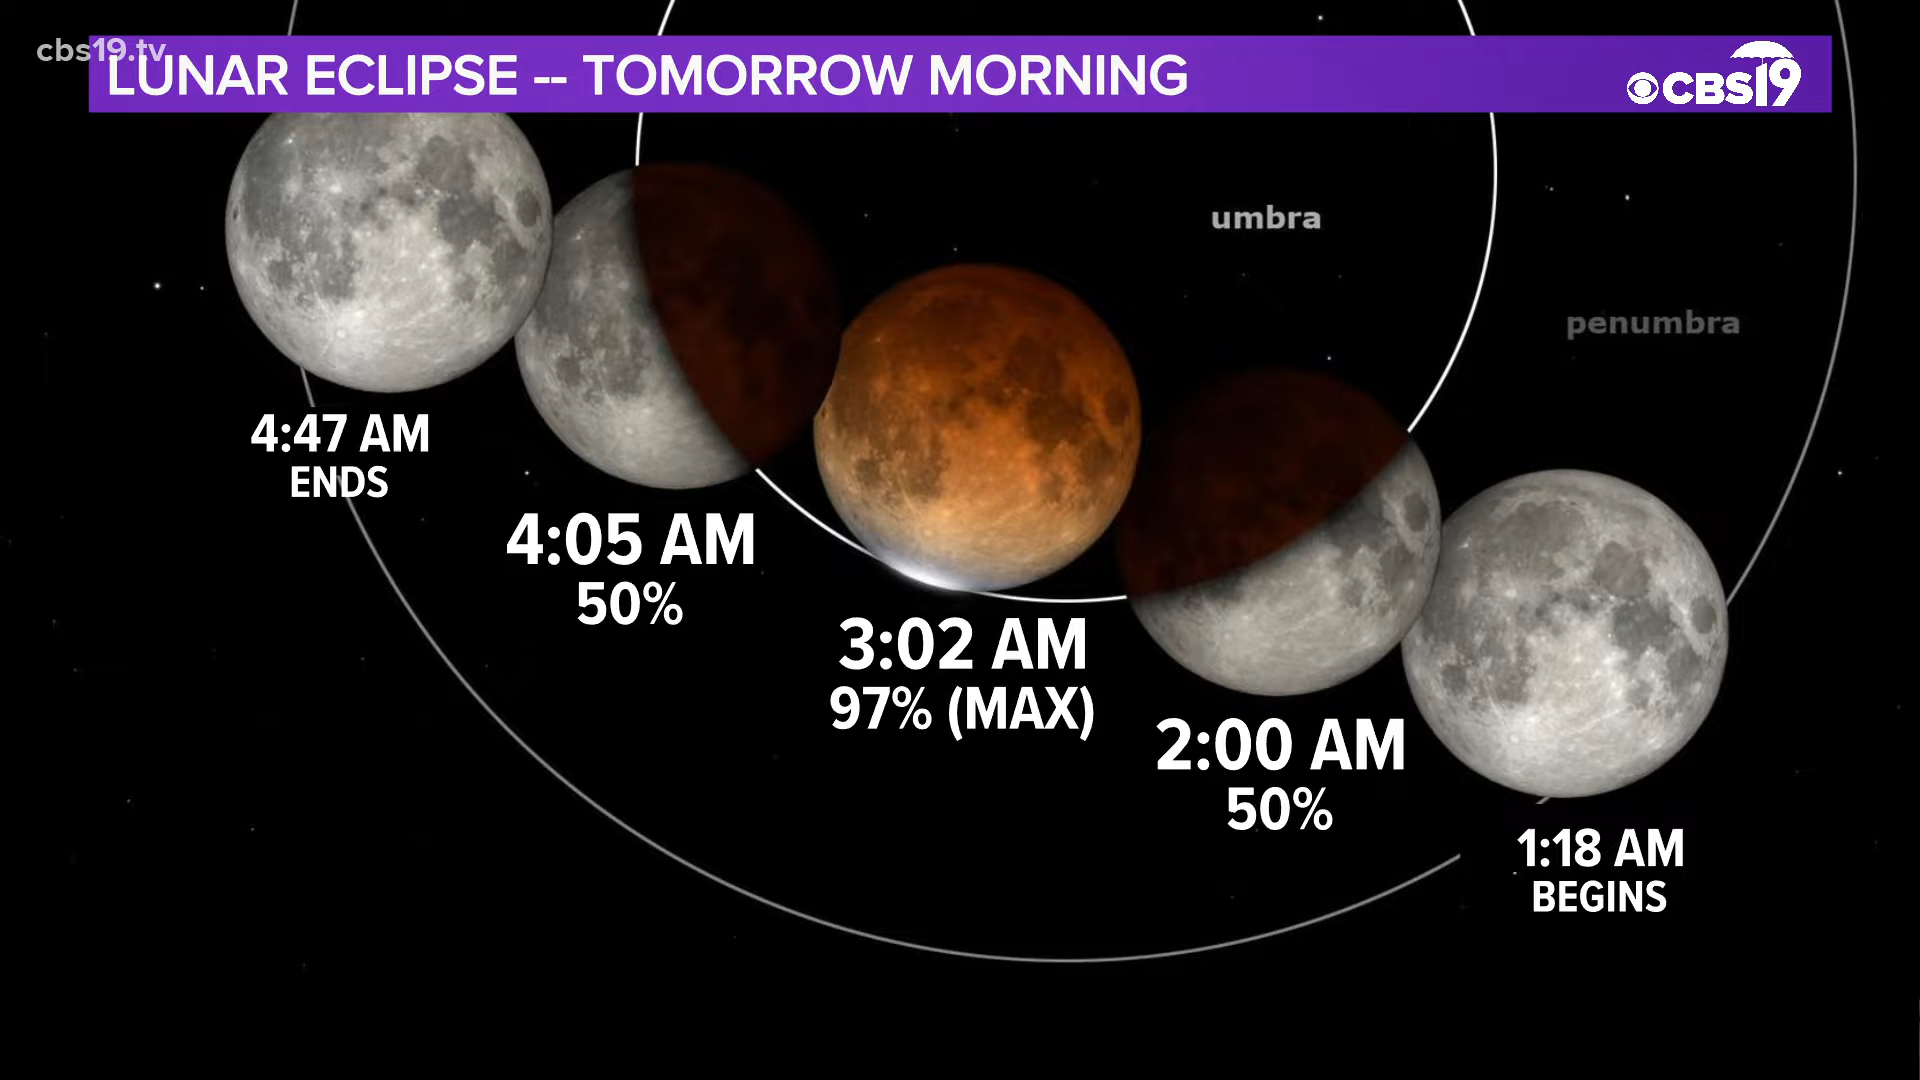 cbs19.tv
LUNAR ECLIPSE -- TOMORROW MORNING
CBS19
umbra
penumbra
4:47 AM
ENDS
4:05 AM
50%
3:02 AM
97% (MAX)
2:00 AM
50%
1:18 AM
BEGINS